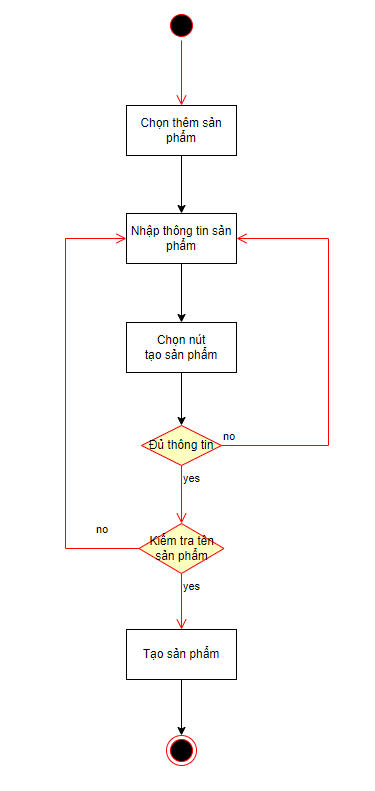 Chọn thêm sản
phẩm
Nhập thông tin sản
phẩm
Chọn nút
tạo sản phẩm
Đủ thông tin
no
yes
no
Kiểm tra tên
sản phẩm
yes
Tạo sản phẩm